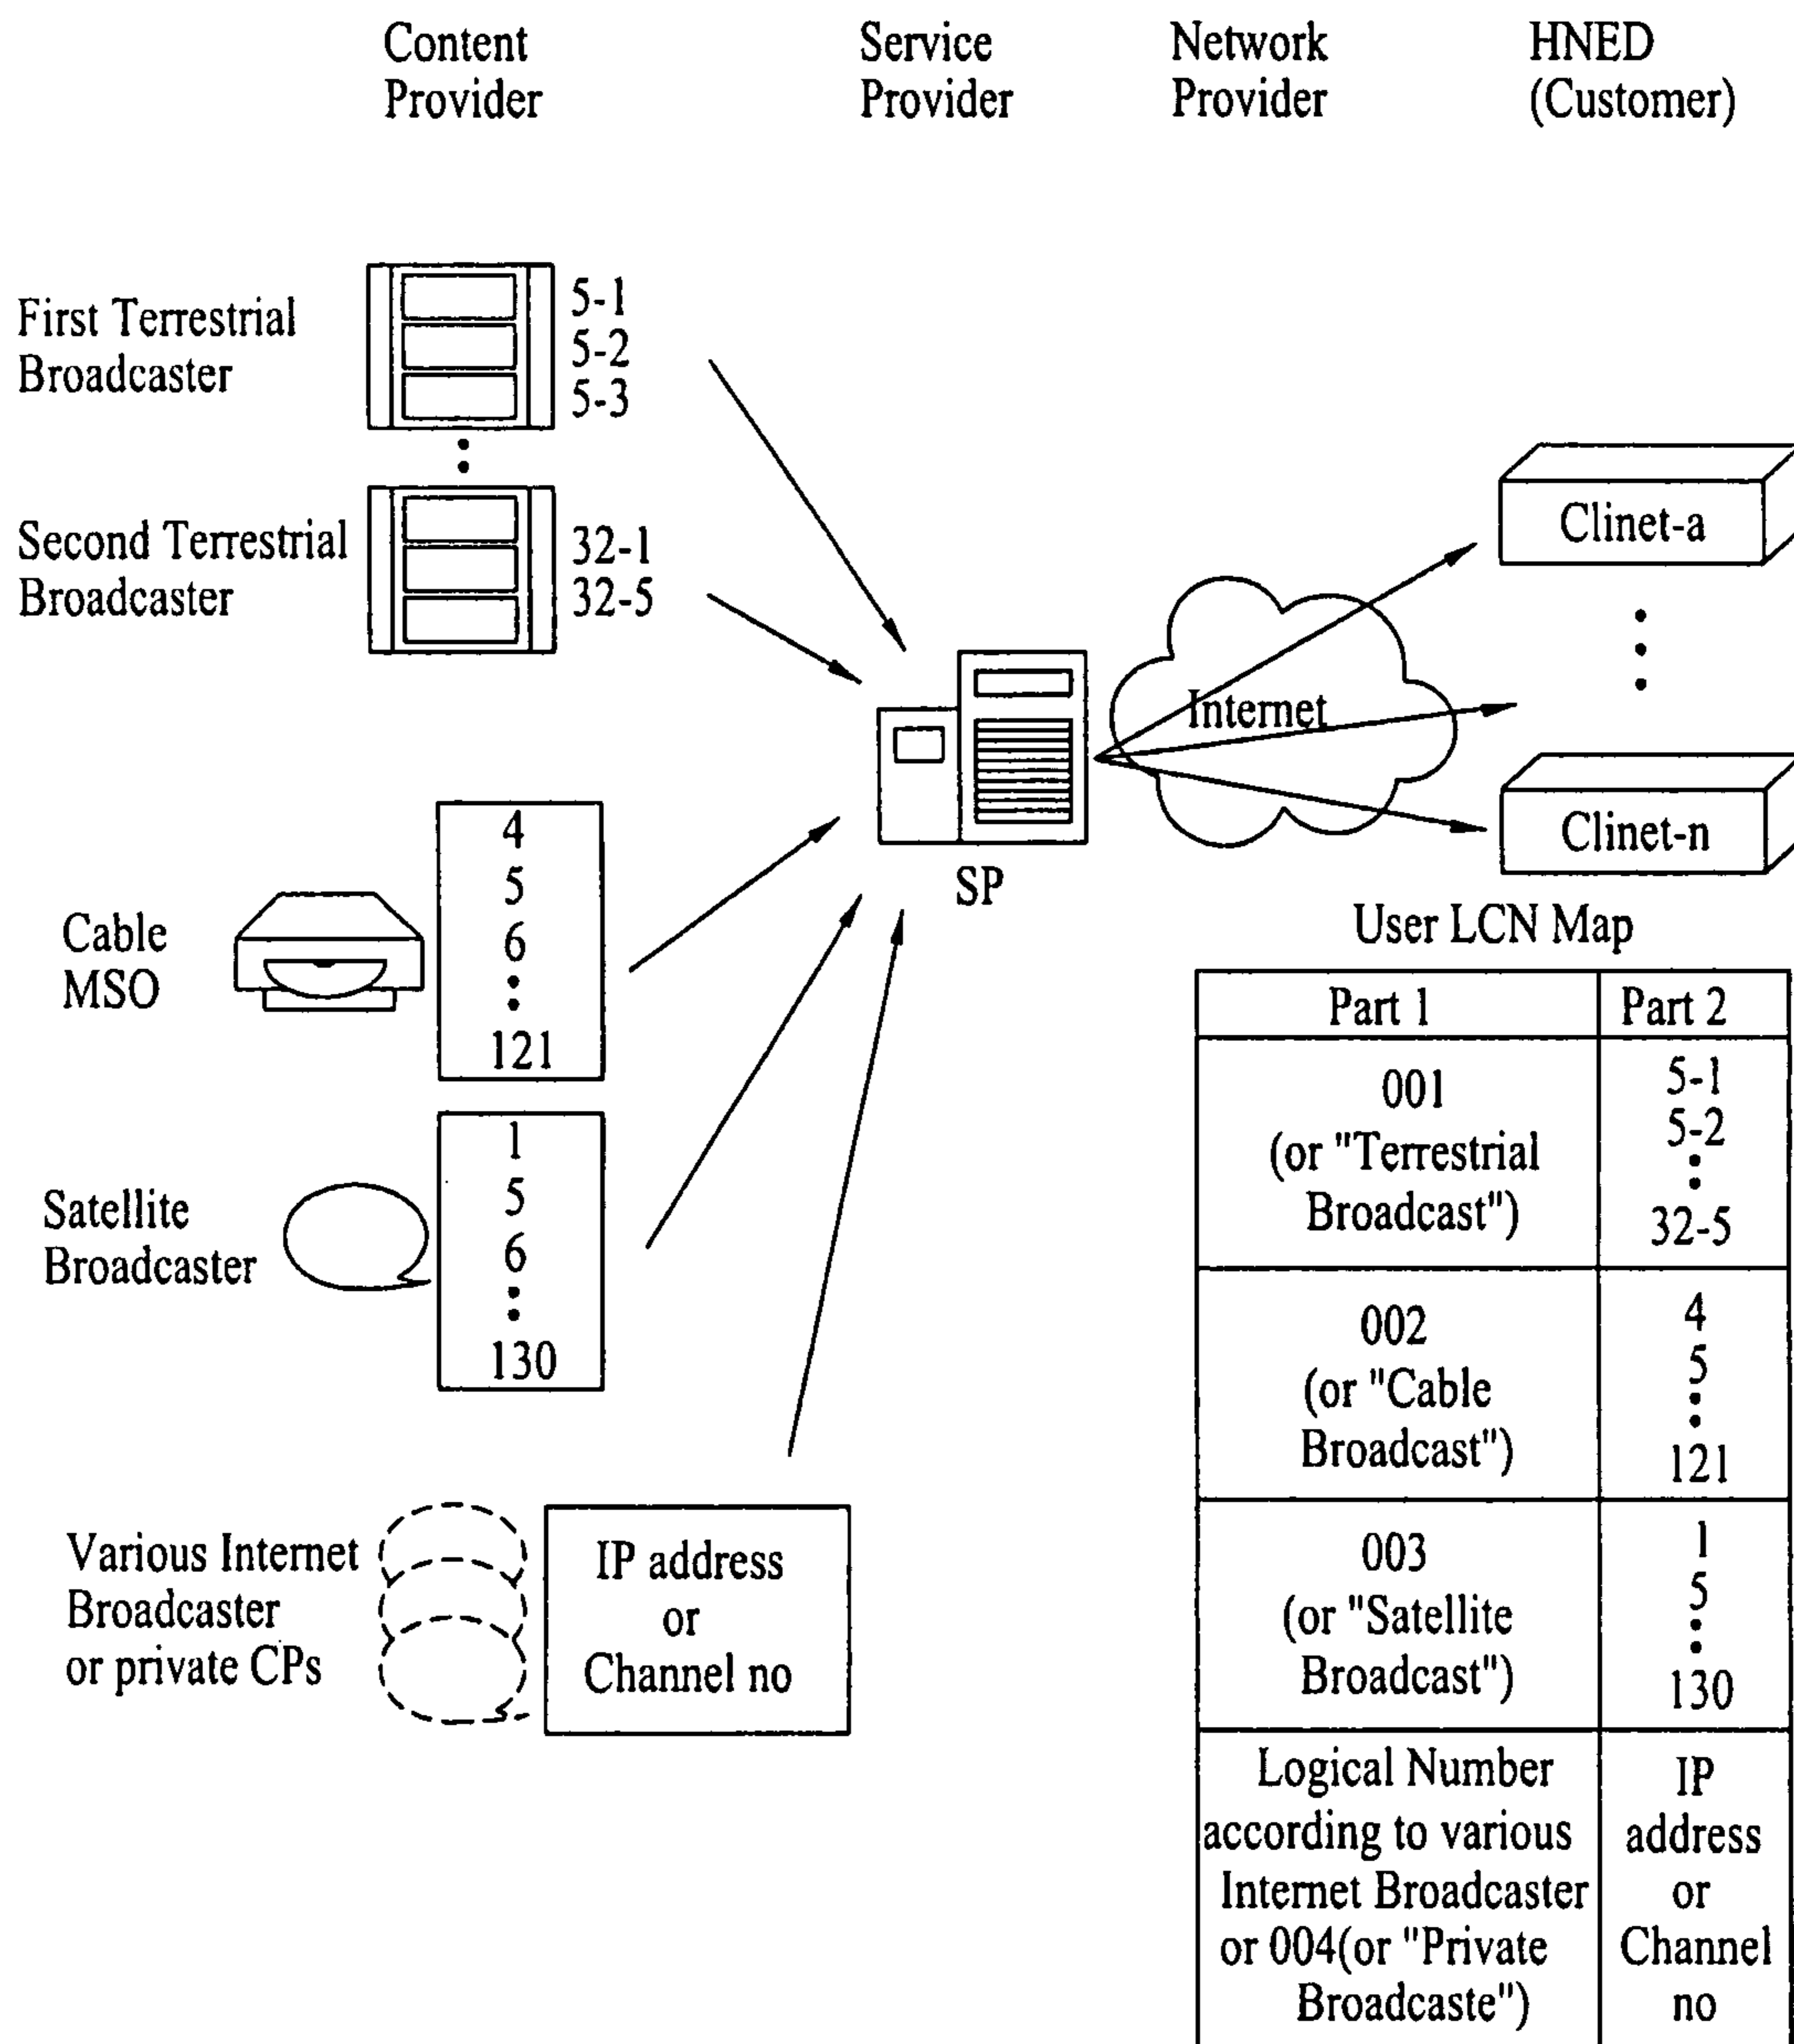 Content
Provider
Service
Provider
Network
Provider
HNED
(Customer)
First Terrestrial
Broadcaster
5-1
5-2
5-3
Second Terrestrial
Broadcaster
32-1
32-5
Cable
MSO
4
5
6
121
Satellite
Broadcaster
1
5
6
130
Various Internet
Broadcaster
or private CPs
IP address
or
Channel no
SP
Internet
Clinet-a
Clinet-n
User LCN Map
Part 1
Part 2
001
(or "Terrestrial
Broadcast")
5-1
5-2
32-5
002
(or "Cable
Broadcast")
4
5
121
003
(or "Satellite
Broadcast")
1
5
130
Logical Number
according to various
Internet Broadcaster
or 004(or "Private
Broadcaste")
IP
address
or
Channel
no